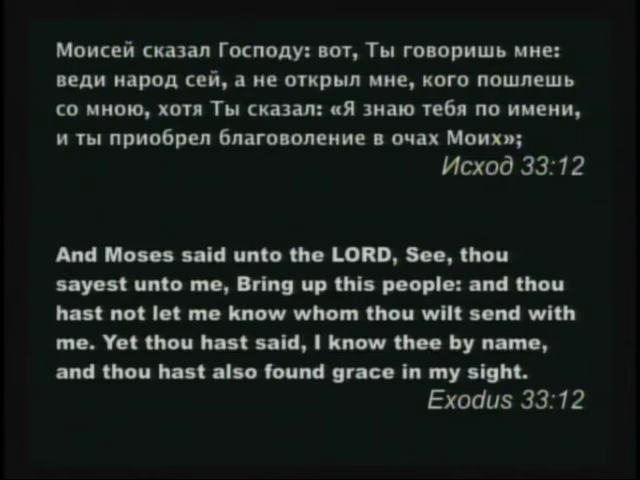 Моисей сказал Господу: вот, Ты говоришь мне:
веди народ сей, а не открыл мне, кого пошлешь
со мною, хотя Ты сказал: «Я знаю тебя по имени,
и ты приобрел благоволение в очах Моих»;
Исход 33:12
And Moses said unto the LORD, See, thou
sayest unto me, Bring up this people: and thou
hast not let me know whom thou wilt send with
me. Yet thou hast said, I know thee by name,
and thou hast also found grace in my sight.
Exodus 33:12